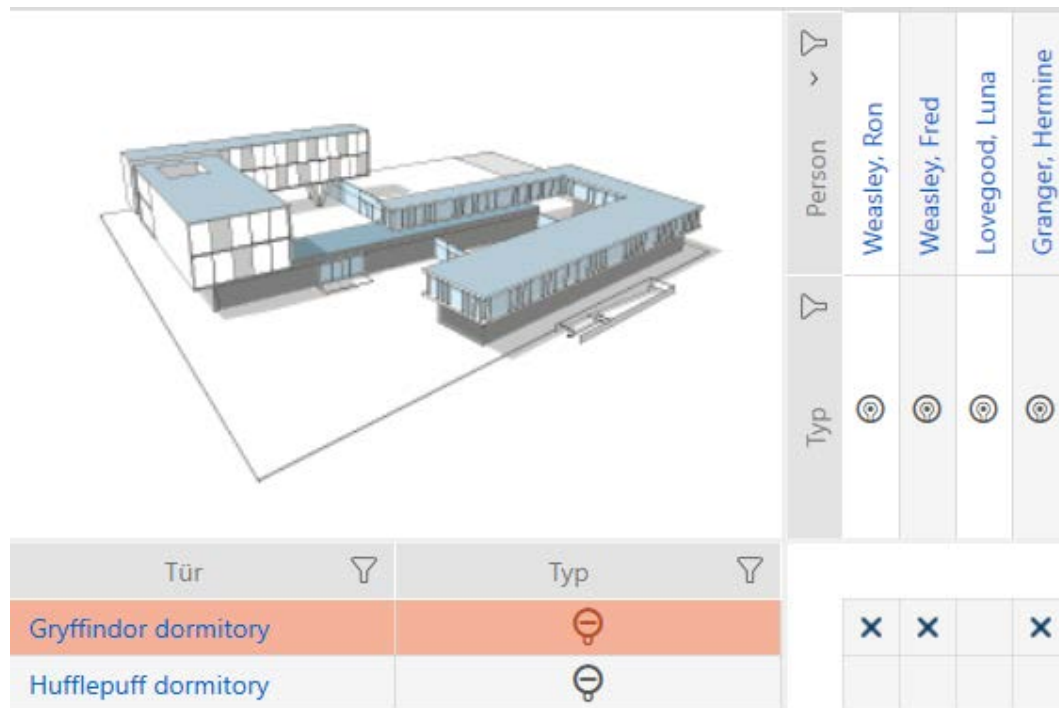 Person
Weasley, Ron
Weasley, Fred
Lovegood, Luna
Granger, Hermine
Typ
Tür
Typ
Gryffindor dormitory
Hufflepuff dormitory